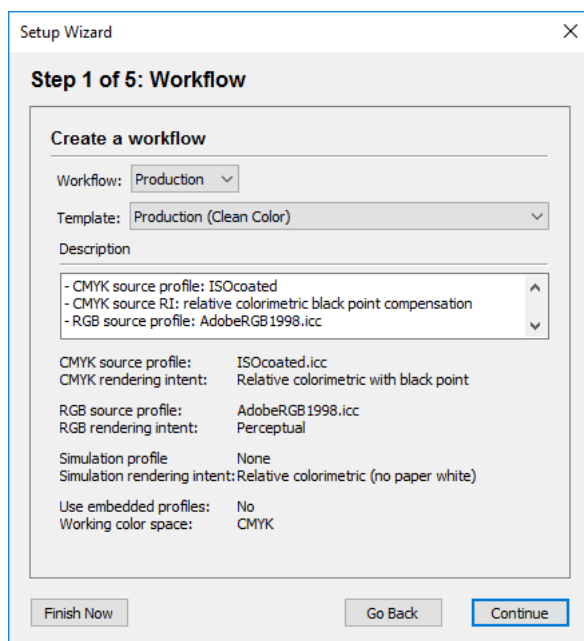 Setup Wizard
Step 1 of 5: Workflow
Create a workflow
Workflow: Production
Template: Production (Clean Color)
Description
- CMYK source profile: ISOcoated
- CMYK source RI: relative colorimetric black point compensation
- RGB source profile: AdobeRGB1998.icc
CMYK source profile: ISOcoated.icc
CMYK rendering intent: Relative colorimetric with black point
RGB source profile: AdobeRGB1998.icc
RGB rendering intent: Perceptual
Simulation profile None
Simulation rendering intent: Relative colorimetric (no paper white)
Use embedded profiles: No
Working color space: CMYK
Finish Now Go Back Continue